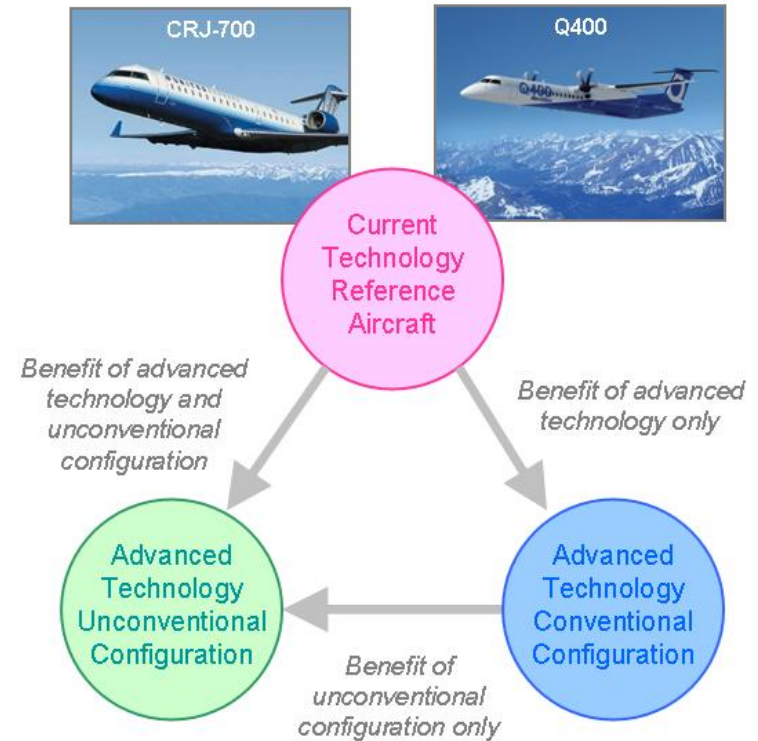 CRJ-700
Q400
Q400
Current
Technology
Reference
Aircraft
Benefit of advanced
technology and
unconventional
configuration
Benefit of advanced
technology only
Advanced
Technology
Unconventional
Configuration
Advanced
Technology
Conventional
Configuration
Benefit of
unconventional
configuration only